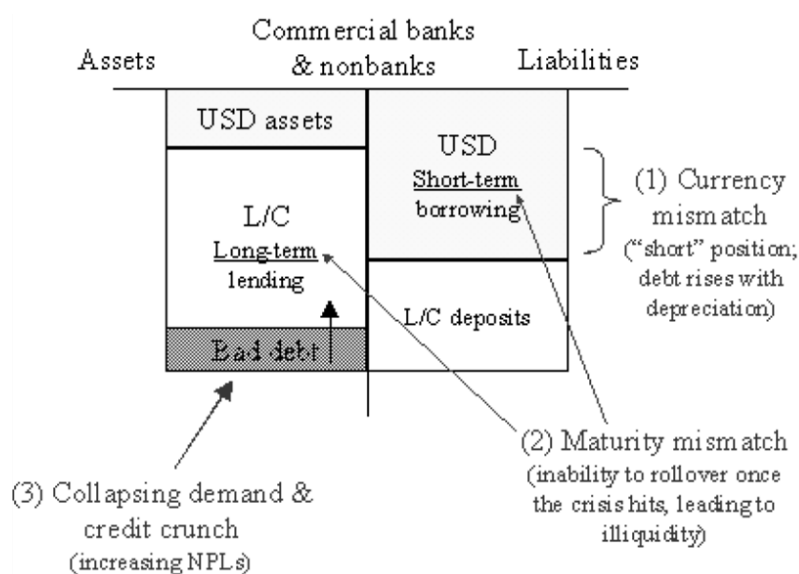 Commercial banks
& nonbanks
Assets
Liabilities
USD assets
L/C
Long-term
lending
Bad debt
USD
Short-term
borrowing
L/C deposits
(1) Currency
mismatch
("short" position;
debt rises with
depreciation)
(2) Maturity mismatch
(inability to rollover once
the crisis hits, leading to
illiquidity)
(3) Collapsing demand &
credit crunch
(increasing NPLs)